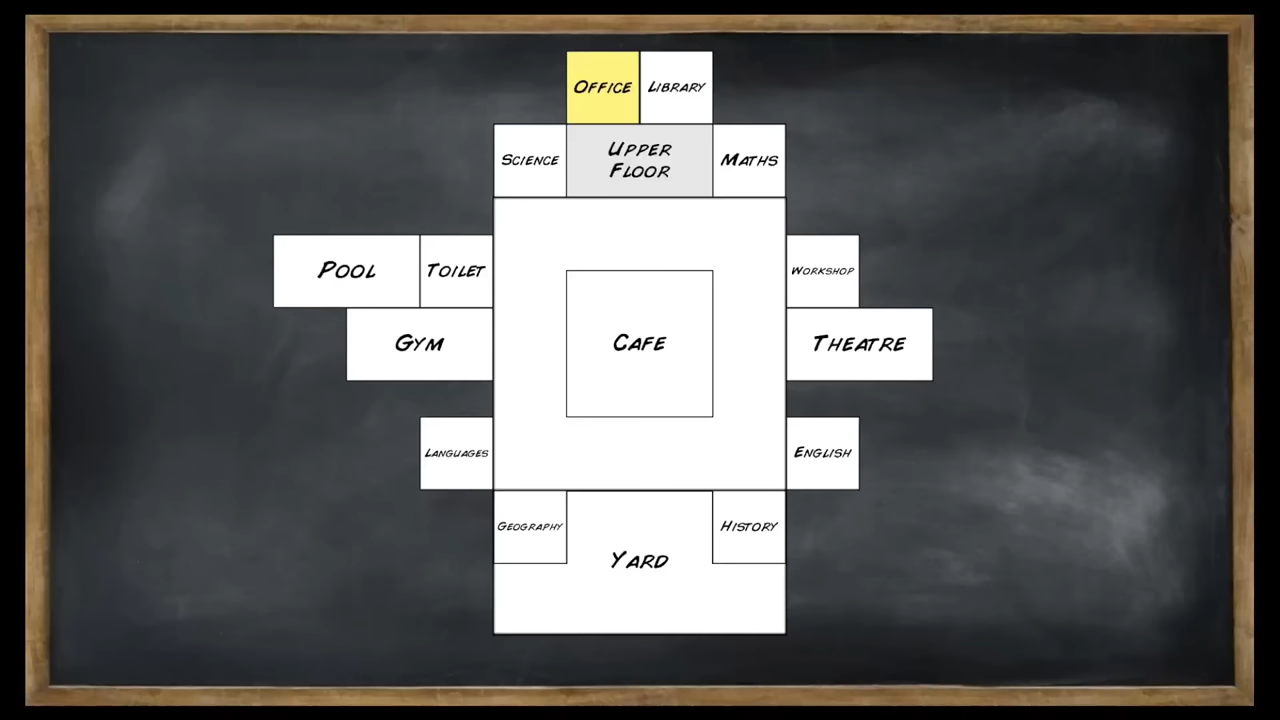 Office Library
Science Upper Floor Maths
Pool Toilet Workshop
Gym Cafe Theatre
Languages English
Geography History
Yard